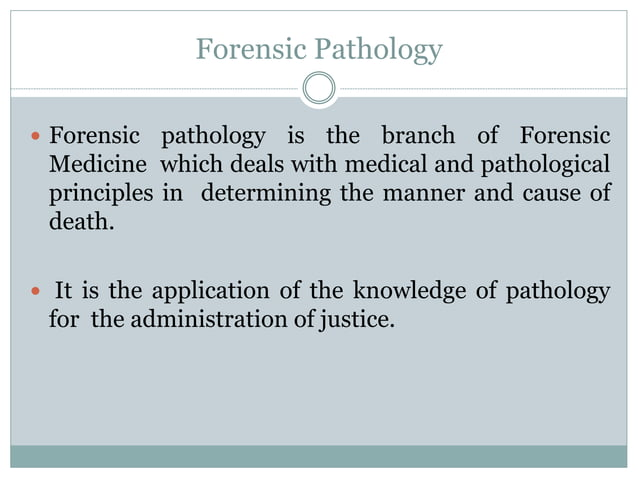 Forensic Pathology
• Forensic pathology is the branch of Forensic
Medicine which deals with medical and pathological
principles in determining the manner and cause of
death.
• It is the application of the knowledge of pathology
for the administration of justice.